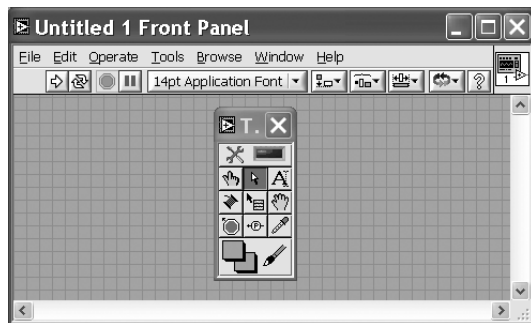 Untitled 1 Front Panel
File Edit Operate Tools Browse Window Help
14pt Application Font
1
T.
A
P